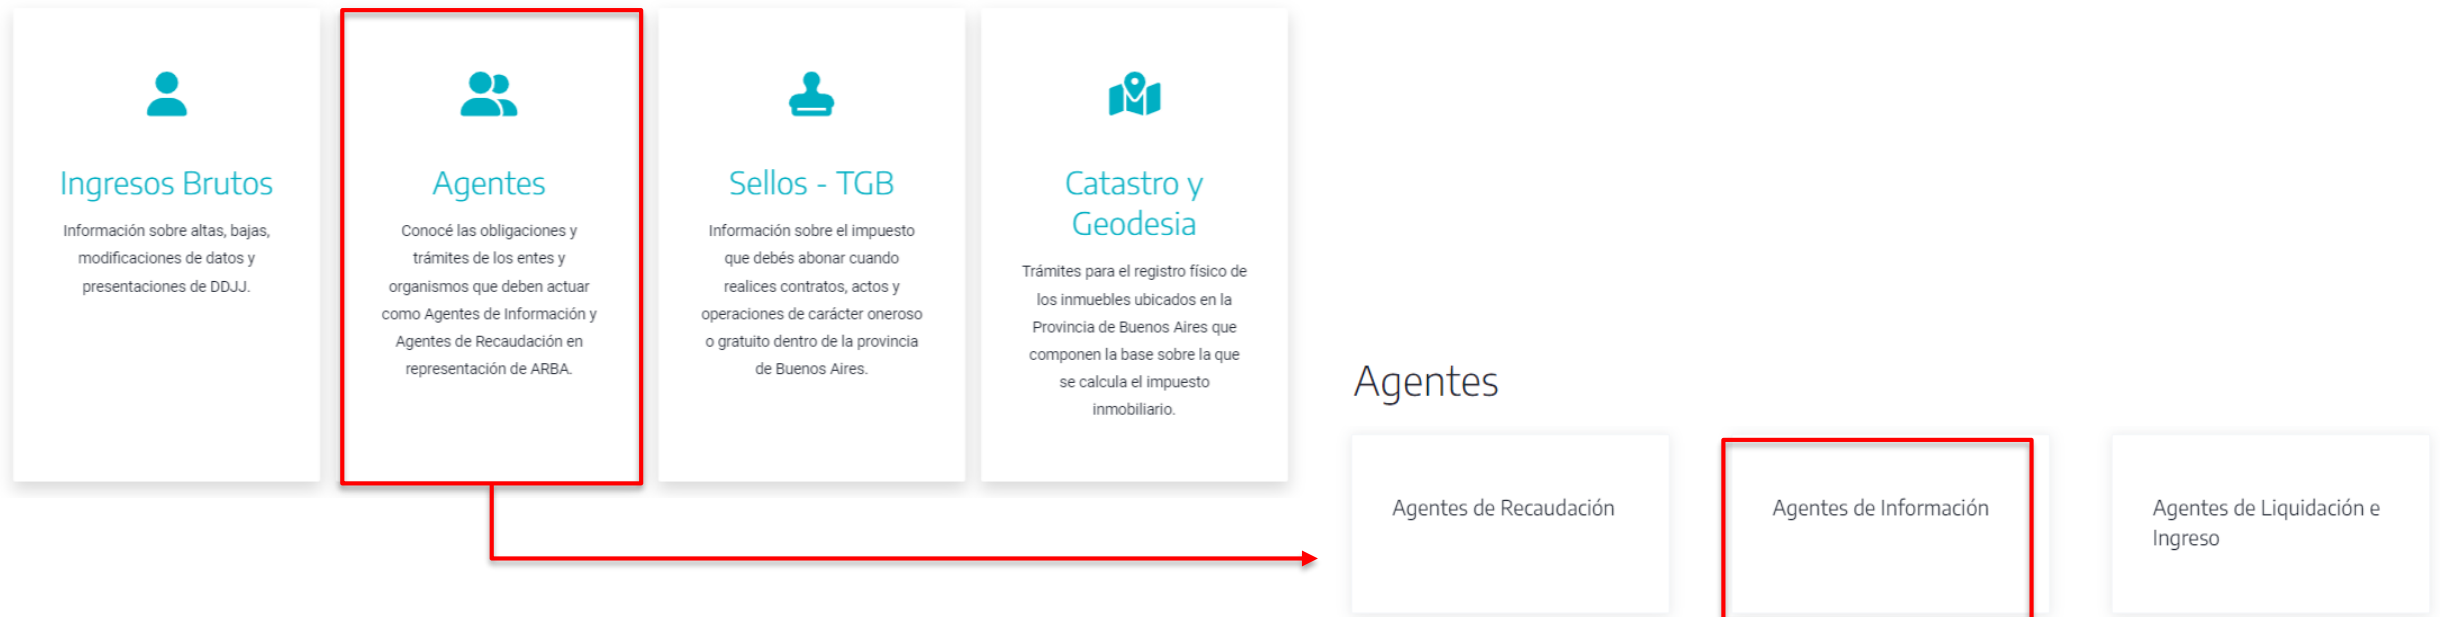 Ingresos Brutos
Información sobre altas, bajas,
modificaciones de datos y
presentaciones de DDJJ.
Agentes
Conocé las obligaciones y
trámites de los entes y
organismos que deben actuar
como Agentes de Información y
Agentes de Recaudación en
representación de ARBA.
Sellos - TGB
Información sobre el impuesto
que debés abonar cuando
realices contratos, actos y
operaciones de carácter oneroso
o gratuito dentro de la provincia
de Buenos Aires.
Catastro y
Geodesia
Trámites para el registro físico de
los inmuebles ubicados en la
Provincia de Buenos Aires que
componen la base sobre la que
se calcula el impuesto
inmobiliario.
Agentes
Agentes de Recaudación
Agentes de Información
Agentes de Liquidación e
Ingreso